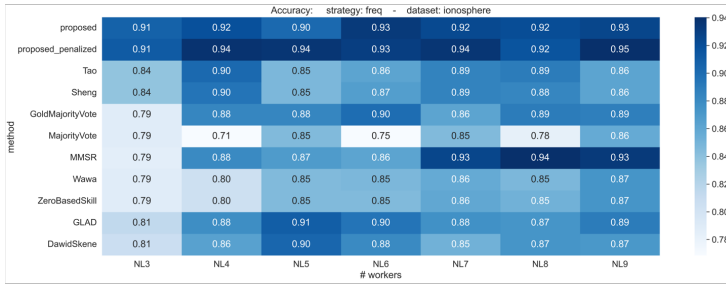 Accuracy: strategy: freq - dataset: ionosphere
proposed 0.91 0.92 0.90 0.93 0.92 0.92 0.93
proposed_penalized 0.91 0.94 0.94 0.93 0.94 0.92 0.95
Tao 0.84 0.90 0.85 0.86 0.89 0.89 0.86
Sheng 0.84 0.90 0.85 0.87 0.89 0.88 0.86
GoldMajorityVote 0.79 0.88 0.88 0.90 0.86 0.89 0.89
MajorityVote 0.79 0.71 0.85 0.75 0.85 0.78 0.86
MMSR 0.79 0.88 0.87 0.86 0.93 0.94 0.93
Wawa 0.79 0.80 0.85 0.85 0.86 0.85 0.87
ZeroBasedSkill 0.79 0.80 0.85 0.85 0.86 0.85 0.87
GLAD 0.81 0.88 0.91 0.90 0.88 0.87 0.89
DawidSkene 0.81 0.86 0.90 0.88 0.85 0.87 0.87
NL3 NL4 NL5 NL6 NL7 NL8 NL9
# workers
method
0.94
0.92
0.90
0.88
0.86
0.84
0.82
0.80
0.78